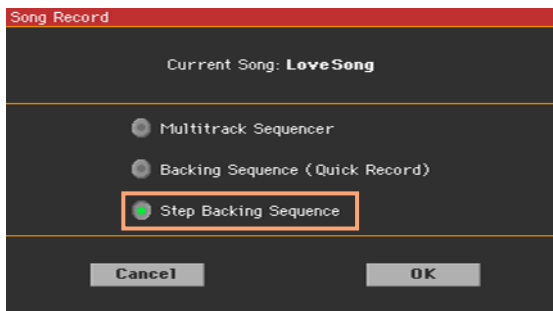 Song Record
Current Song: LoveSong
Multitrack Sequencer
Backing Sequence (Quick Record)
Step Backing Sequence
Cancel OK